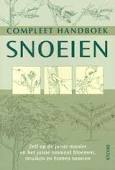 COMPLEET HANDBOEK
SNOEIEN
Zelf op de juiste manier
en het juiste moment bloemen,
struiken en bomen snoeien